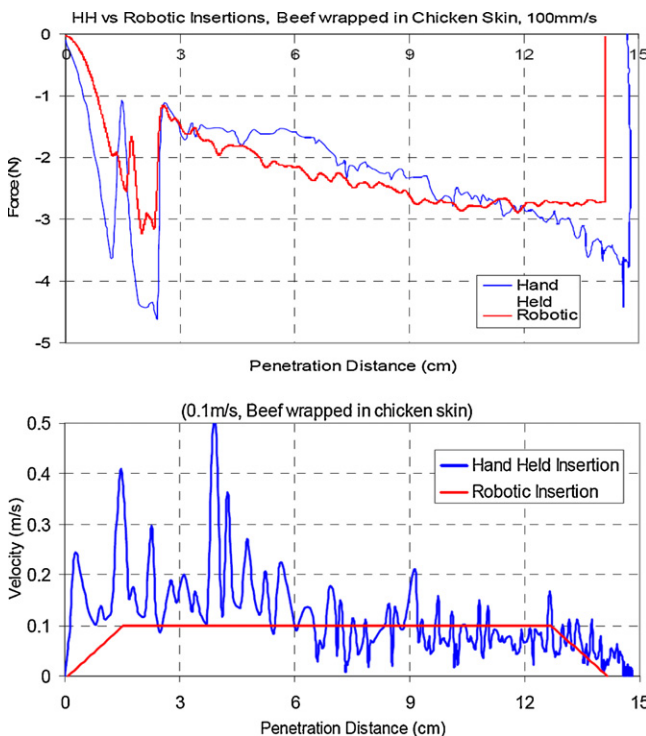 HH vs Robotic Insertions, Beef wrapped in Chicken Skin, 100mm/s
0 3 6 9 12 15
0
-1
-2
-3
-4
-5
Force(N)
Hand
Held
Robotic
Penetration Distance (cm)
(0.1m/s, Beef wrapped in chicken skin)
0.5
0.4
0.3
0.2
0.1
0
Velocity (m/s)
Hand Held Insertion
Robotic Insertion
0 3 6 9 12 15
Penetration Distance (cm)